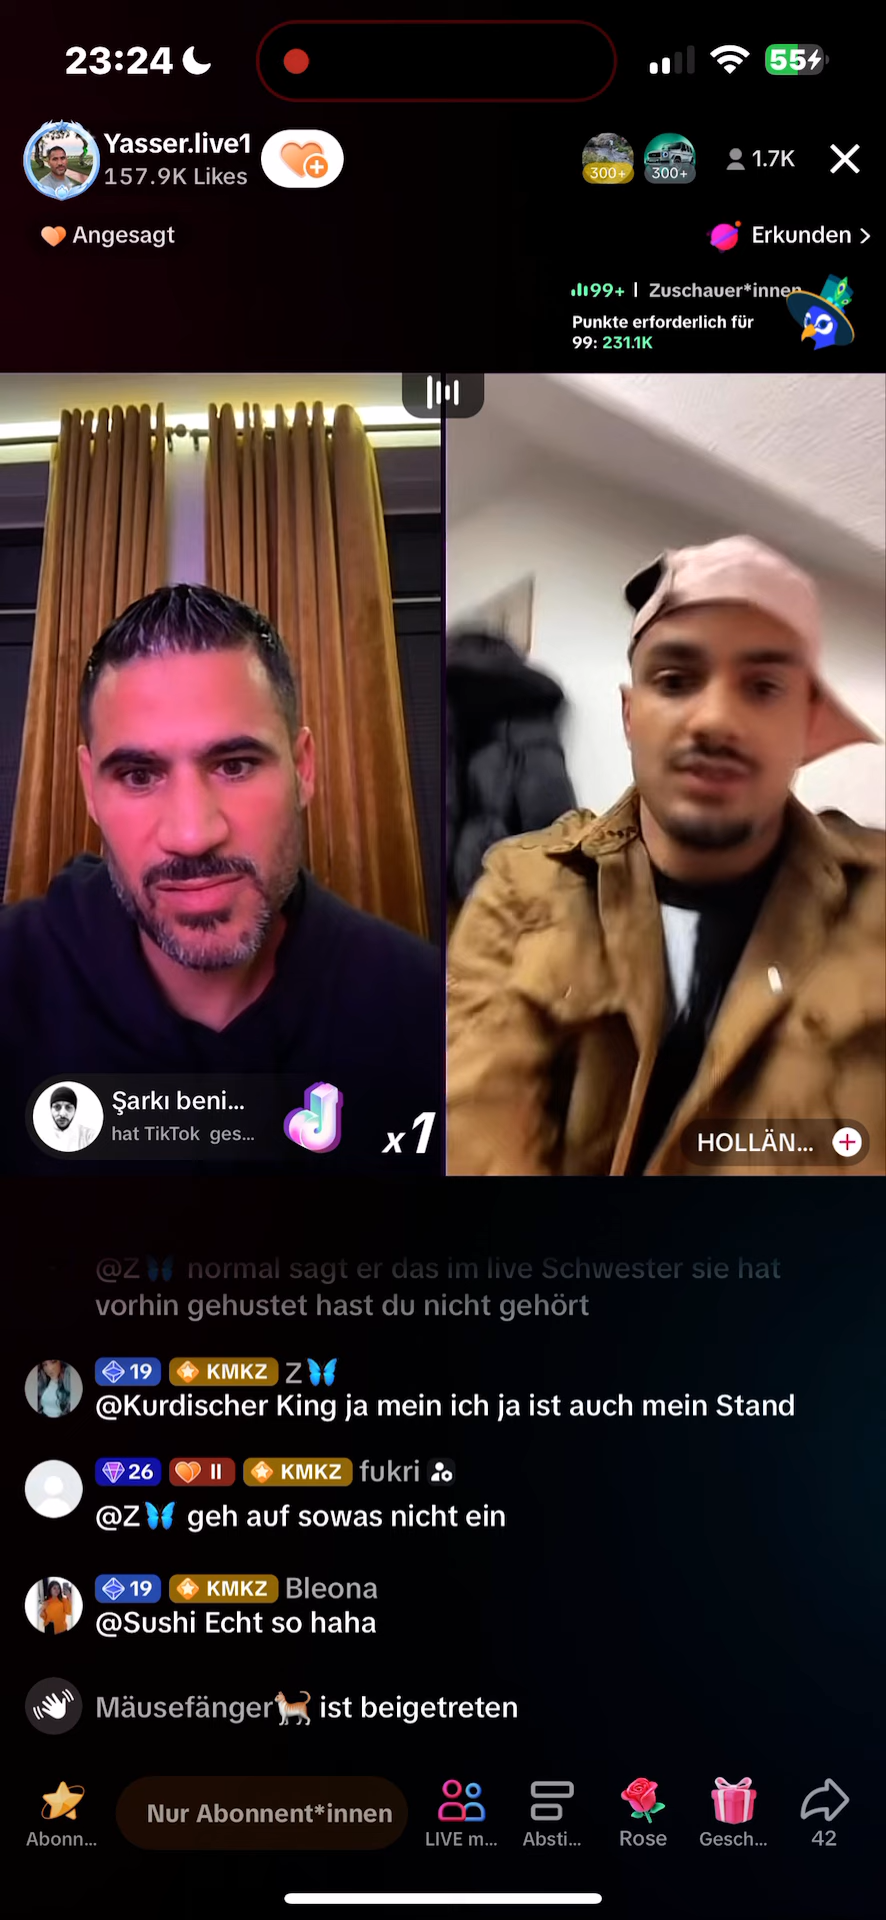 23:24
55
Yasser.live1
157.9K Likes
300+
300+
1.7K
Angesagt
Erkunden >
99+ | Zuschauer*innen
Punkte erforderlich für
99: 231.1K
Şarkı beni...
hat TikTok ges...
x1
HOLLÄN...
@Z🦋 normal sagt er das im live Schwester sie hat
vorhin gehustet hast du nicht gehört
19 KMKZ Z🦋
@Kurdischer King ja mein ich ja ist auch mein Stand
26 II KMKZ fukri
@Z🦋 geh auf sowas nicht ein
19 KMKZ Bleona
@Sushi Echt so haha
Mäusefänger🐈 ist beigetreten
Nur Abonnent*innen
Abonn...
LIVE m...
Absti...
Rose
Gesch...
42